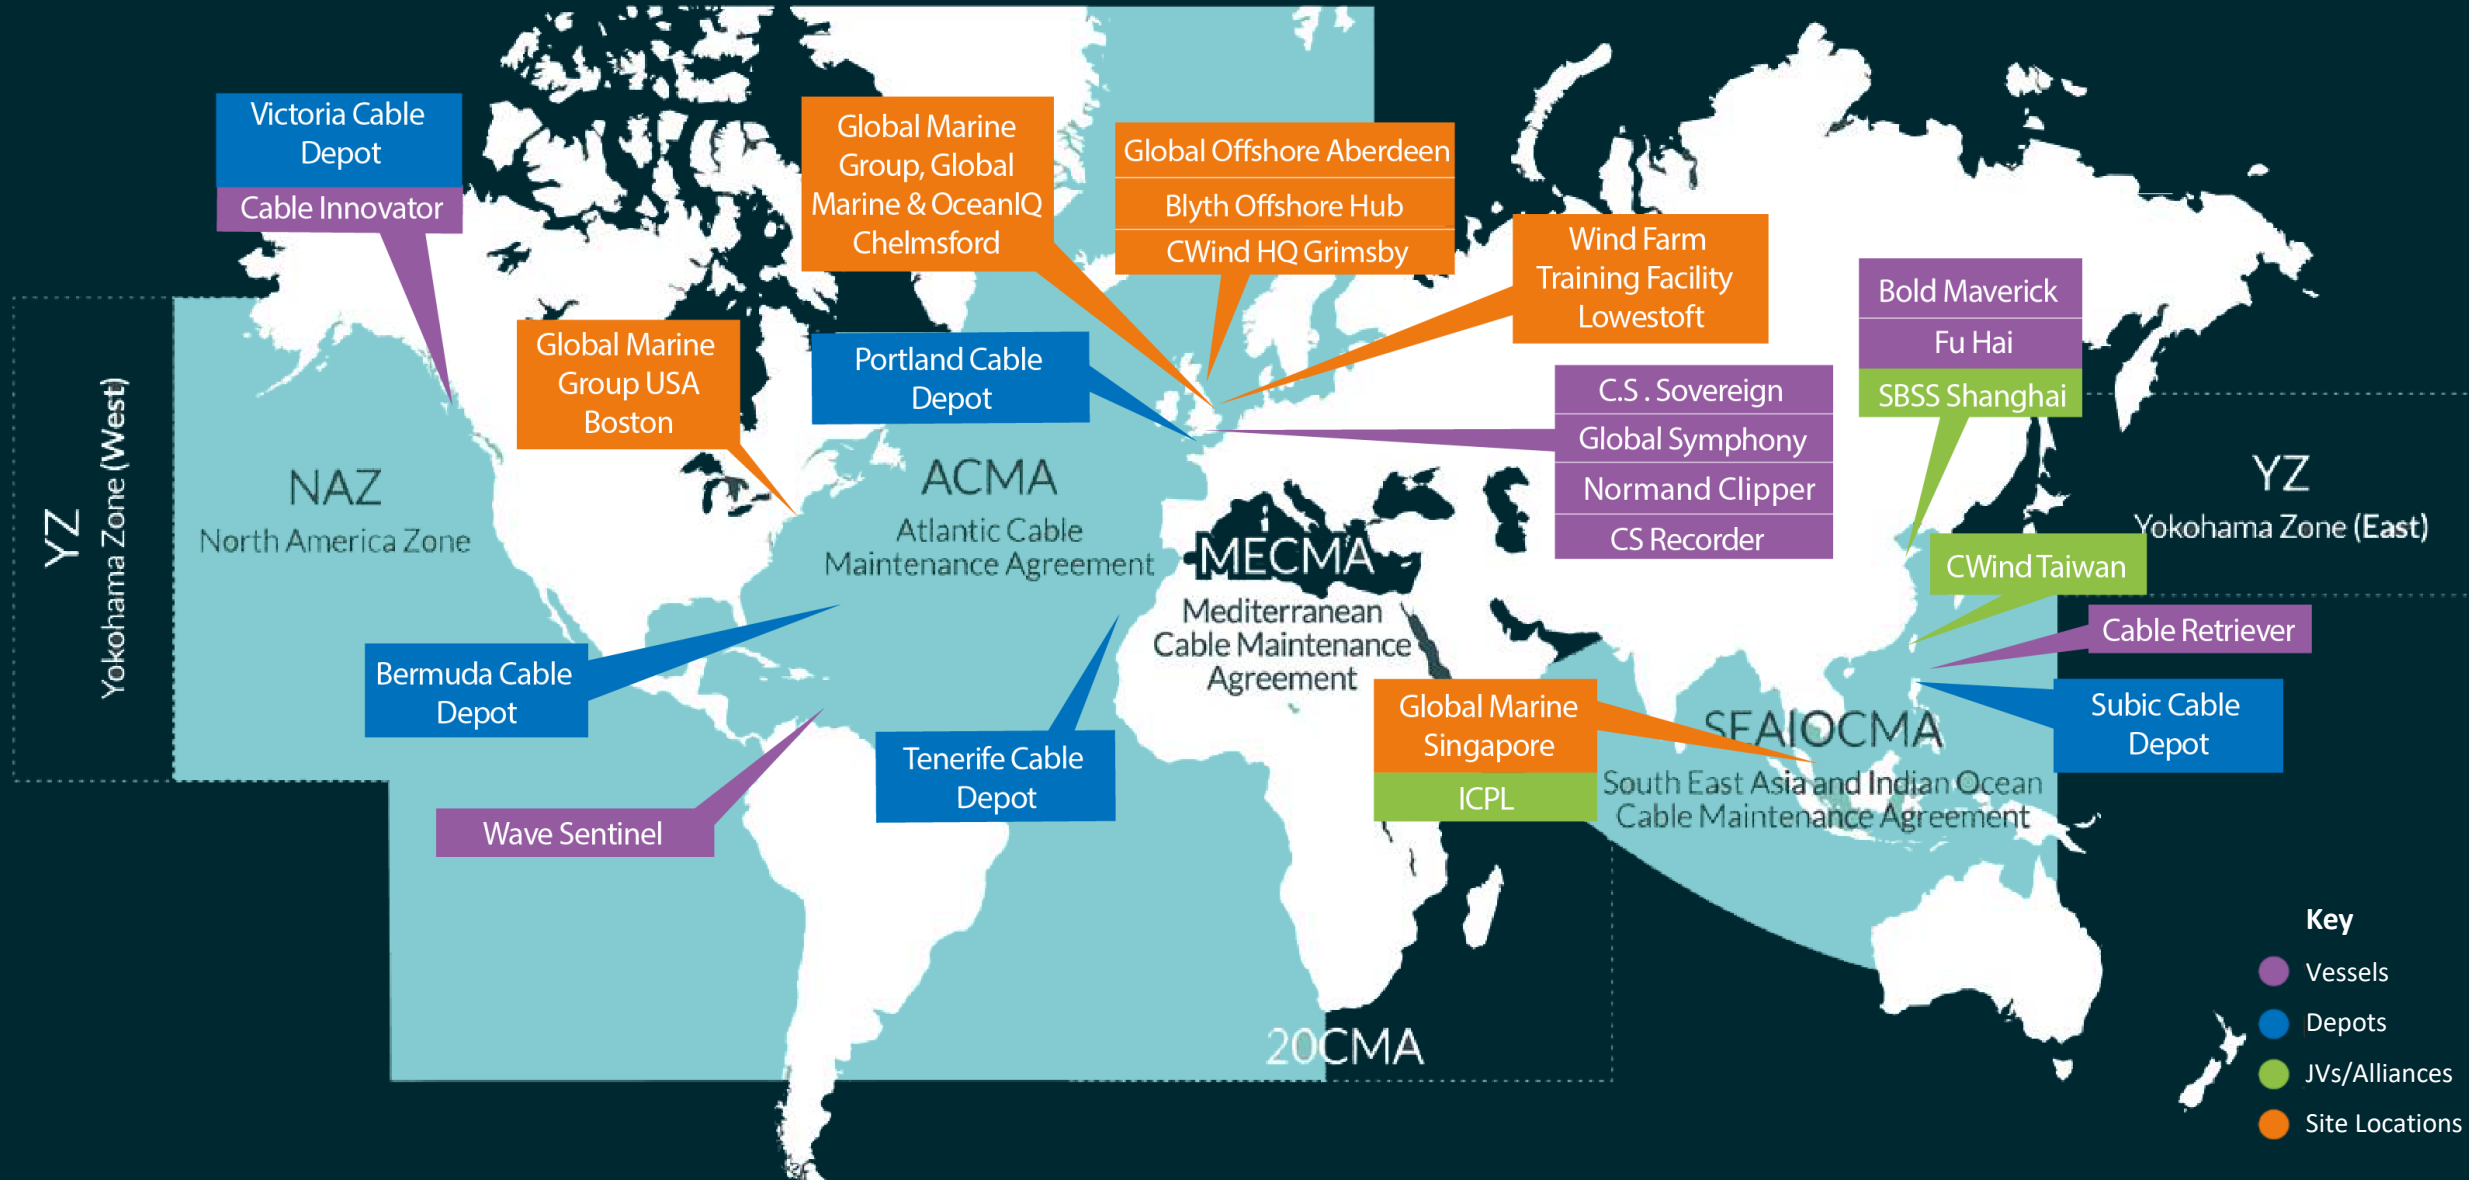 Victoria Cable
Depot
Cable Innovator
Global Marine
Group, Global
Marine & OceanIQ
Chelmsford
Global Offshore Aberdeen
Blyth Offshore Hub
CWind HQ Grimsby
Wind Farm
Training Facility
Lowestoft
Bold Maverick
Fu Hai
SBSS Shanghai
Global Marine
Group USA
Boston
Portland Cable
Depot
C.S . Sovereign
Global Symphony
Normand Clipper
CS Recorder
YZ
Yokohama Zone (West)
NAZ
North America Zone
ACMA
Atlantic Cable
Maintenance Agreement
MECMA
Mediterranean
Cable Maintenance
Agreement
YZ
Yokohama Zone (East)
CWind Taiwan
Cable Retriever
Bermuda Cable
Depot
Tenerife Cable
Depot
Global Marine
Singapore
ICPL
SEAIOCMA
South East Asia and Indian Ocean
Cable Maintenance Agreement
Subic Cable
Depot
Wave Sentinel
20CMA
Key
Vessels
Depots
JVs/Alliances
Site Locations